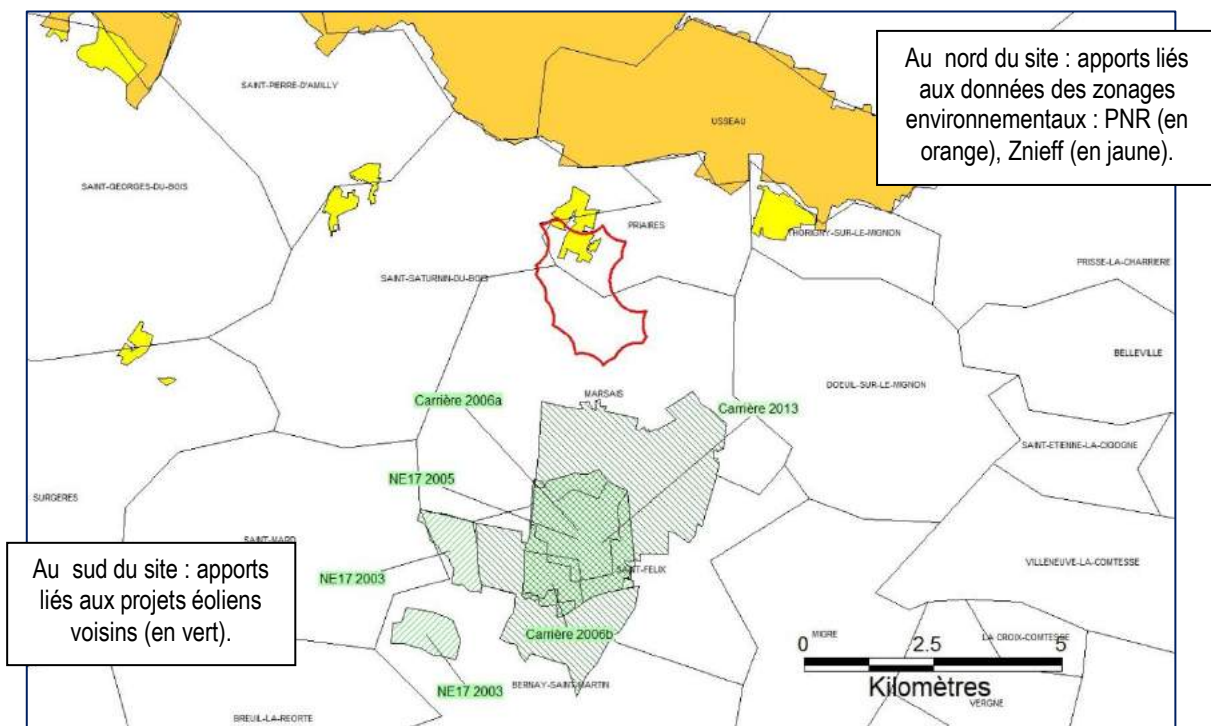 Au nord du site : apports liés
aux données des zonages
environnementaux : PNR (en
orange), Znieff (en jaune).
SAINT-PIERRE-D'AMILLY
USSEAU
SAINT-GEORGES-DU-BOIS
PRIAIRES
THORIGNY-SUR-LE-MIGNON
PRISSE-LA-CHARRIERE
SAINT-SATURNIN-DU-BOIS
BELLEVILLE
DOEUIL-SUR-LE-MIGNON
MARSAIS
Carrière 2006a
Carrière 2013
SAINT-ETIENNE-LA-CIGOGNE
NE17 2005
SURGERES
SAINT-MARD
VILLENEUVE-LA-COMTESSE
Au sud du site : apports
liés aux projets éoliens
voisins (en vert).
NE17 2003
SAINT-FELIX
Carrière 2006b
MIGRE
LA CROIX-COMTESSE
0 2.5 5
Kilomètres
NE17 2003
BERNAY-SAINT-MARTIN
VERGNE
BREUIL-LA-REORTE